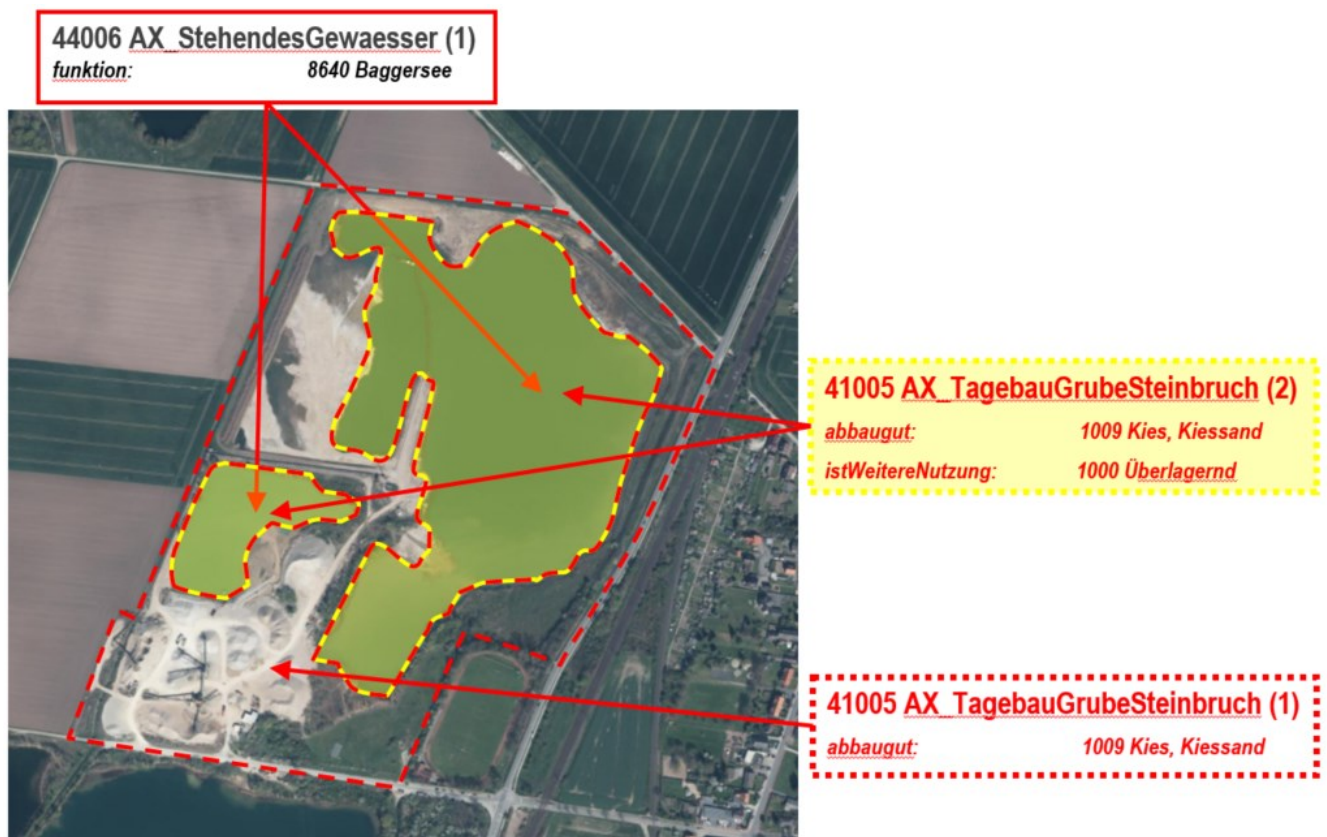 44006 AX_StehendesGewaesser (1)
funktion: 8640 Baggersee
41005 AX_TagebauGrubeSteinbruch (2)
abbaugut: 1009 Kies, Kiessand
istWeitereNutzung: 1000 Überlagernd
41005 AX_TagebauGrubeSteinbruch (1)
abbaugut: 1009 Kies, Kiessand